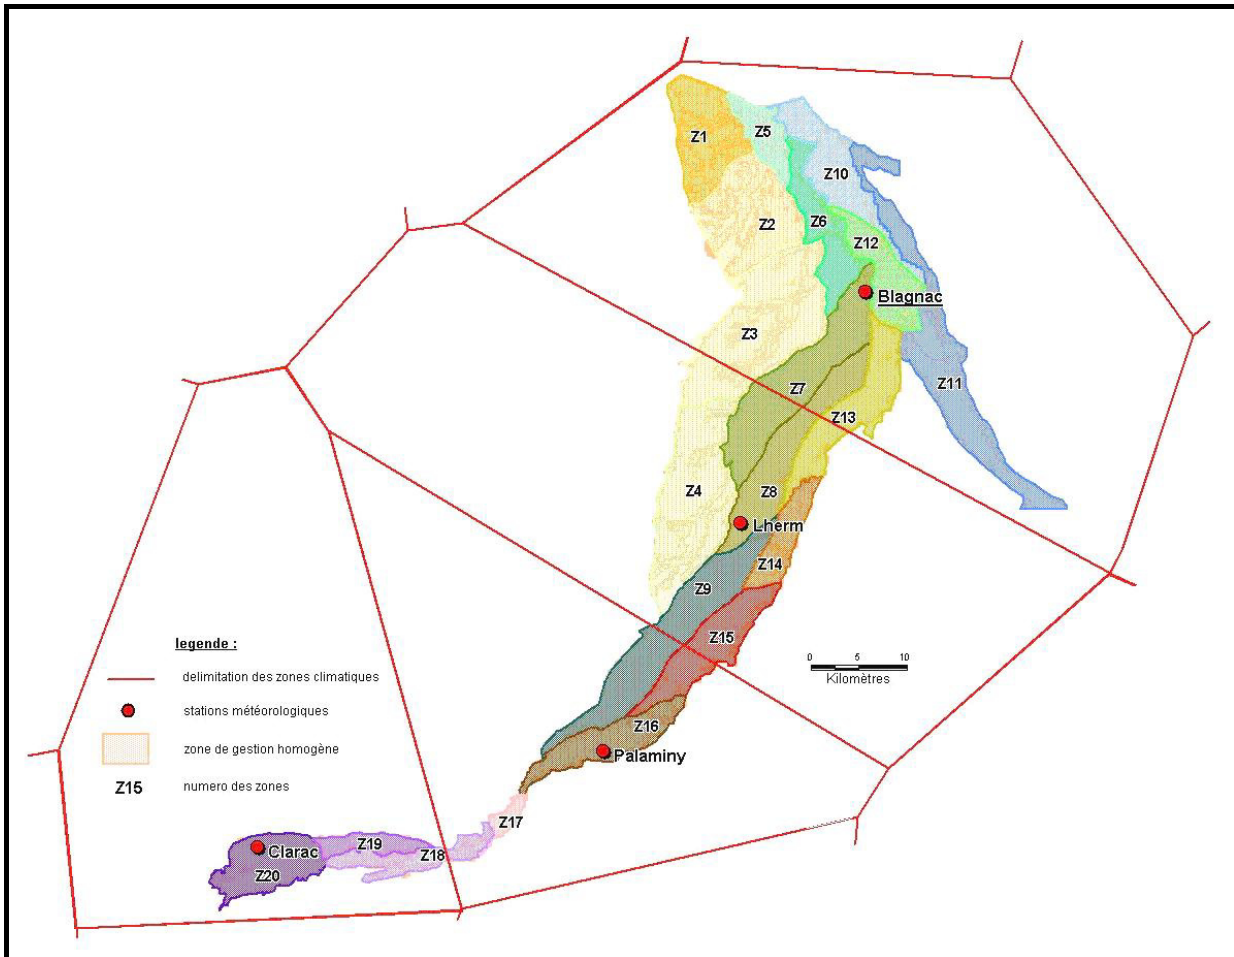 Z1
Z5
Z10
Z2
Z6
Z12
Blagnac
Z3
Z11
Z7
Z13
Z4
Z8
Lherm
Z14
Z9
Z15
legende :
0 5 10
Kilomètres
delimitation des zones climatiques
stations météorologiques
Z16
zone de gestion homogène
Palaminy
Z15 numero des zones
Z17
Z19
Clarac
Z18
Z20